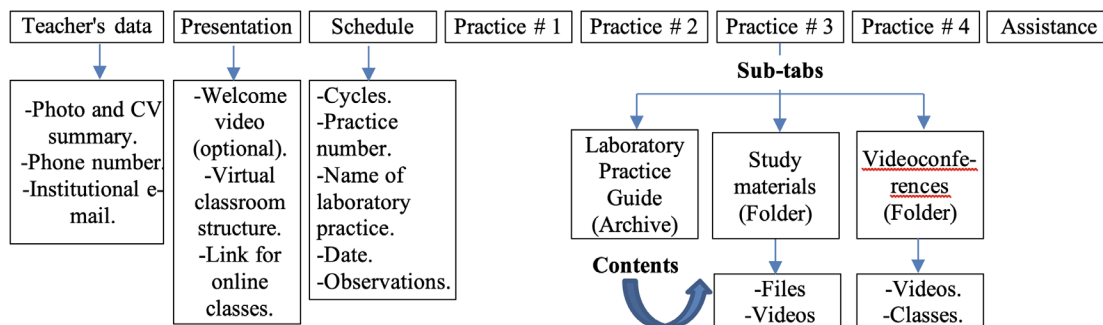 Teacher's data
Presentation
Schedule
Practice # 1
Practice # 2
Practice # 3
Practice # 4
Assistance
-Photo and CV
summary.
-Phone number.
-Institutional e-
mail.
-Welcome
video
(optional).
-Virtual
classroom
structure.
-Link for
online
classes.
-Cycles.
-Practice
number.
-Name of
laboratory
practice.
-Date.
-Observations.
Sub-tabs
Laboratory
Practice
Guide
(Archive)
Study
materials
(Folder)
Videoconfe-
rences
(Folder)
Contents
-Files
-Videos
-Videos.
-Classes.